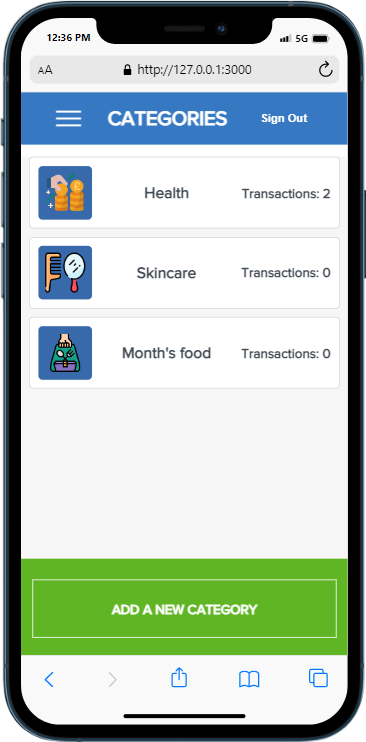 12:36 PM 5G
AA http://127.0.0.1:3000
CATEGORIES Sign Out
Health Transactions: 2
Skincare Transactions: 0
Month's food Transactions: 0
ADD A NEW CATEGORY